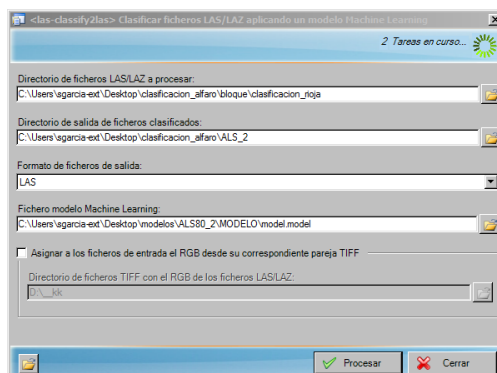 <las-classify2las> Clasificar ficheros LAS/LAZ aplicando un modelo Machine Learning
2 Tareas en curso...
Directorio de ficheros LAS/LAZ a procesar:
C:\Users\sgarcia-ext\Desktop\clasificacion_alfaro\bloque\clasificacion_rioja
Directorio de salida de ficheros clasificados:
C:\Users\sgarcia-ext\Desktop\clasificacion_alfaro\ALS_2
Formato de ficheros de salida:
LAS
Fichero modelo Machine Learning:
C:\Users\sgarcia-ext\Desktop\modelos\ALS80_2\MODELO\model.model
Asignar a los ficheros de entrada el RGB desde su correspondiente pareja TIFF
Directorio de ficheros TIFF con el RGB de los ficheros LAS/LAZ:
D:\__kk
Procesar
Cerrar